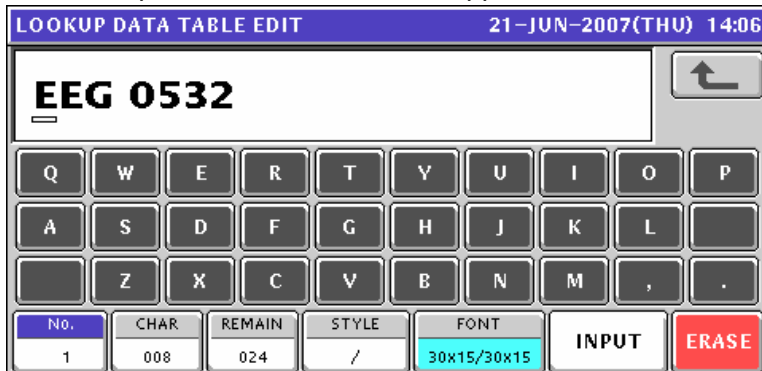 LOOKUP DATA TABLE EDIT 21-JUN-2007(THU) 14:06
EEG 0532
Q W E R T Y U I O P
A S D F G H J K L
Z X C V B N M , .
No. CHAR REMAIN STYLE FONT INPUT ERASE
1 008 024 / 30x15/30x15